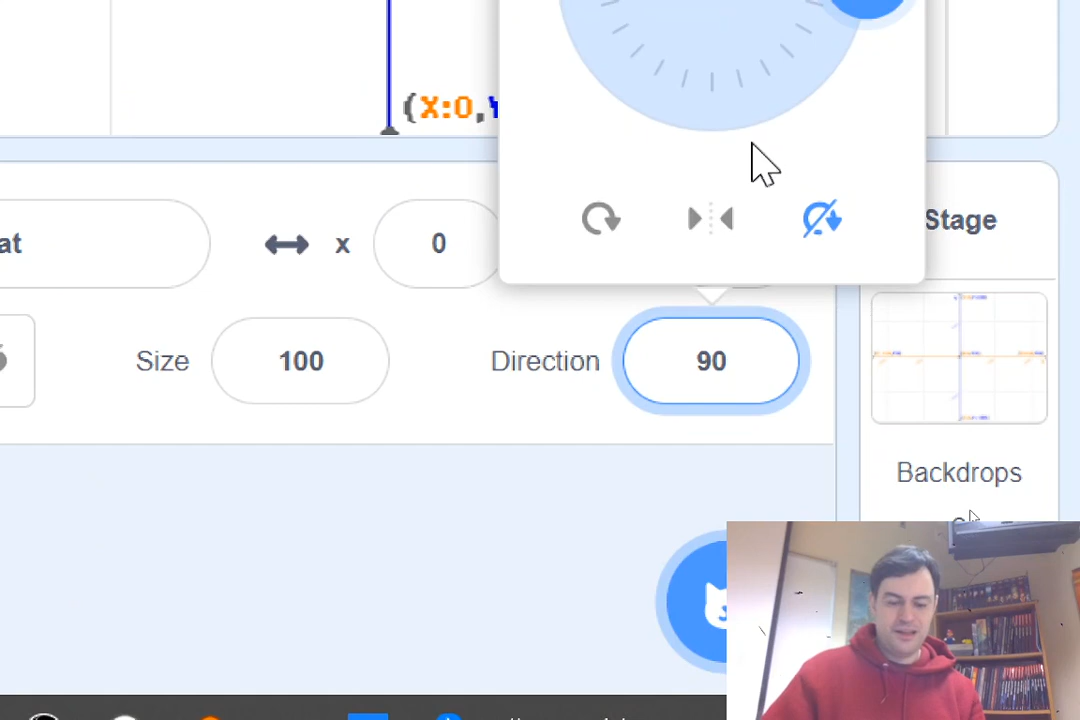 (X:0,
Stage
at
x
0
Size
100
Direction
90
Backdrops